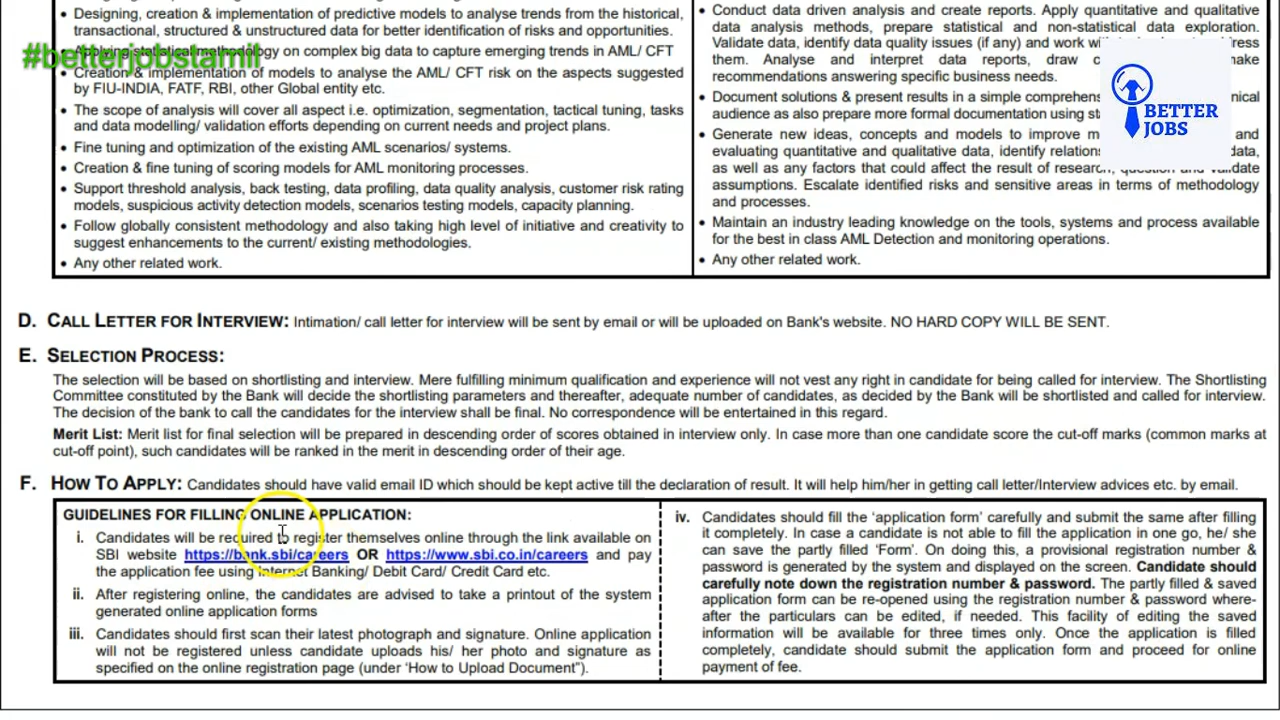 • Designing, creation & implementation of predictive models to analyse trends from the historical,
transactional, structured & unstructured data for better identification of risks and opportunities.
#betterjobstamil
• Applying statistical methodology on complex big data to capture emerging trends in AML/ CFT
• Creation & implementation of models to analyse the AML/ CFT risk on the aspects suggested
by FIU-INDIA, FATF, RBI, other Global entity etc.
• The scope of analysis will cover all aspect i.e. optimization, segmentation, tactical tuning, tasks
and data modelling/ validation efforts depending on current needs and project plans.
• Fine tuning and optimization of the existing AML scenarios/ systems.
• Creation & fine tuning of scoring models for AML monitoring processes.
• Support threshold analysis, back testing, data profiling, data quality analysis, customer risk rating
models, suspicious activity detection models, scenarios testing models, capacity planning.
• Follow globally consistent methodology and also taking high level of initiative and creativity to
suggest enhancements to the current/ existing methodologies.
• Any other related work.
• Conduct data driven analysis and create reports. Apply quantitative and qualitative
data analysis methods, prepare statistical and non-statistical data exploration.
Validate data, identify data quality issues (if any) and work
them. Analyse and interpret data reports, draw
recommendations answering specific business needs.
• Document solutions & present results in a simple
audience as also prepare more formal documentation using
• Generate new ideas, concepts and models to improve and
evaluating quantitative and qualitative data, identify data,
as well as any factors that could affect the result of research, question and validate
assumptions. Escalate identified risks and sensitive areas in terms of methodology
and processes.
• Maintain an industry leading knowledge on the tools, systems and process available
for the best in class AML Detection and monitoring operations.
• Any other related work.
BETTER
JOBS
D. CALL LETTER FOR INTERVIEW: Intimation/ call letter for interview will be sent by email or will be uploaded on Bank's website. NO HARD COPY WILL BE SENT.
E. SELECTION PROCESS:
The selection will be based on shortlisting and interview. Mere fulfilling minimum qualification and experience will not vest any right in candidate for being called for interview. The Shortlisting
Committee constituted by the Bank will decide the shortlisting parameters and thereafter, adequate number of candidates, as decided by the Bank will be shortlisted and called for interview.
The decision of the bank to call the candidates for the interview shall be final. No correspondence will be entertained in this regard.
Merit List: Merit list for final selection will be prepared in descending order of scores obtained in interview only. In case more than one candidate score the cut-off marks (common marks at
cut-off point), such candidates will be ranked in the merit in descending order of their age.
F. HOW TO APPLY: Candidates should have valid email ID which should be kept active till the declaration of result. It will help him/her in getting call letter/Interview advices etc. by email.
GUIDELINES FOR FILLING ONLINE APPLICATION:
i. Candidates will be required to register themselves online through the link available on
SBI website https://bank.sbi/careers OR https://www.sbi.co.in/careers and pay
the application fee using Internet Banking/ Debit Card/ Credit Card etc.
ii. After registering online, the candidates are advised to take a printout of the system
generated online application forms
iii. Candidates should first scan their latest photograph and signature. Online application
will not be registered unless candidate uploads his/ her photo and signature as
specified on the online registration page (under 'How to Upload Document").
iv. Candidates should fill the 'application form' carefully and submit the same after filling
it completely. In case a candidate is not able to fill the application in one go, he/ she
can save the partly filled 'Form'. On doing this, a provisional registration number &
password is generated by the system and displayed on the screen. Candidate should
carefully note down the registration number & password. The partly filled & saved
application form can be re-opened using the registration number & password where-
after the particulars can be edited, if needed. This facility of editing the saved
information will be available for three times only. Once the application is filled
completely, candidate should submit the application form and proceed for online
payment of fee.